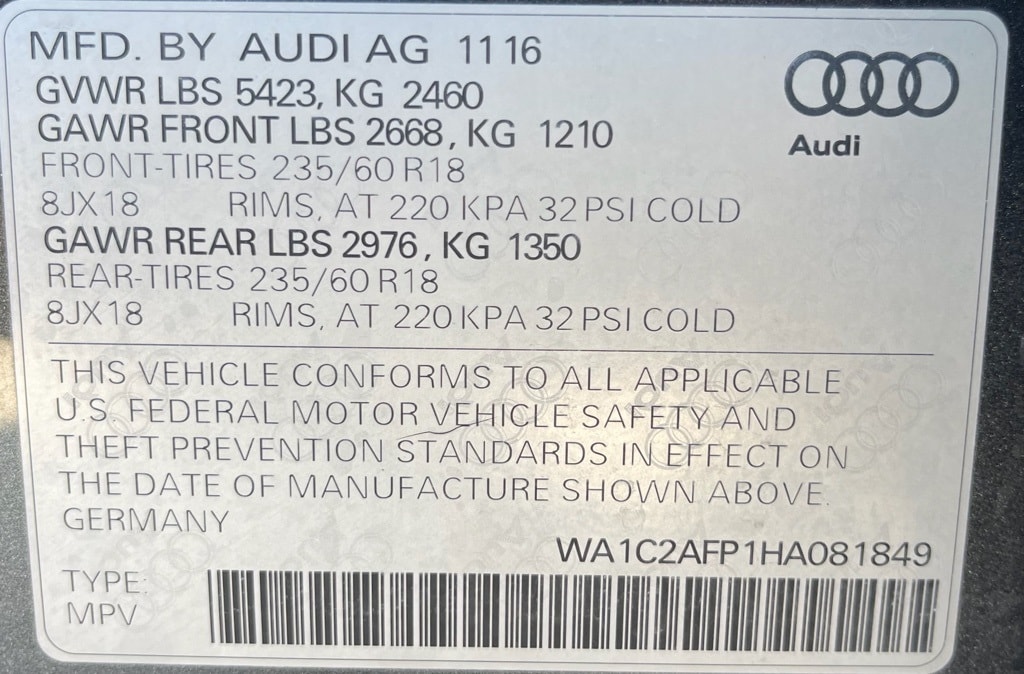 MFD. BY AUDI AG 11 16
GVWR LBS 5423, KG 2460
GAWR FRONT LBS 2668, KG 1210
FRONT-TIRES 235/60 R18
8JX18 RIMS, AT 220 KPA 32 PSI COLD
GAWR REAR LBS 2976, KG 1350
REAR-TIRES 235/60 R18
8JX18 RIMS, AT 220 KPA 32 PSI COLD
Audi
THIS VEHICLE CONFORMS TO ALL APPLICABLE
U.S. FEDERAL MOTOR VEHICLE SAFETY AND
THEFT PREVENTION STANDARDS IN EFFECT ON
THE DATE OF MANUFACTURE SHOWN ABOVE.
GERMANY
WA1C2AFP1HA081849
TYPE:
MPV